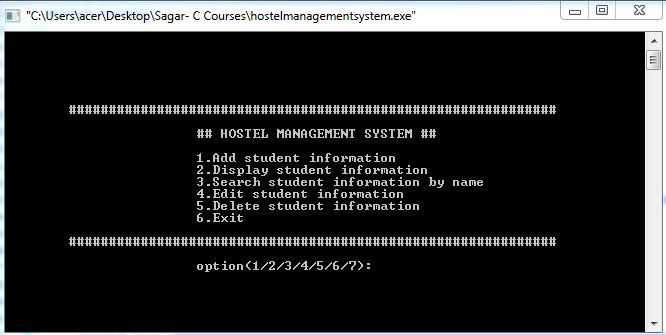 "C:\Users\acer\Desktop\Sagar- C Courses\hostelmanagementsystem.exe"
##############################################################
## HOSTEL MANAGEMENT SYSTEM ##
1.Add student information
2.Display student information
3.Search student information by name
4.Edit student information
5.Delete student information
6.Exit
##############################################################
option(1/2/3/4/5/6/7):